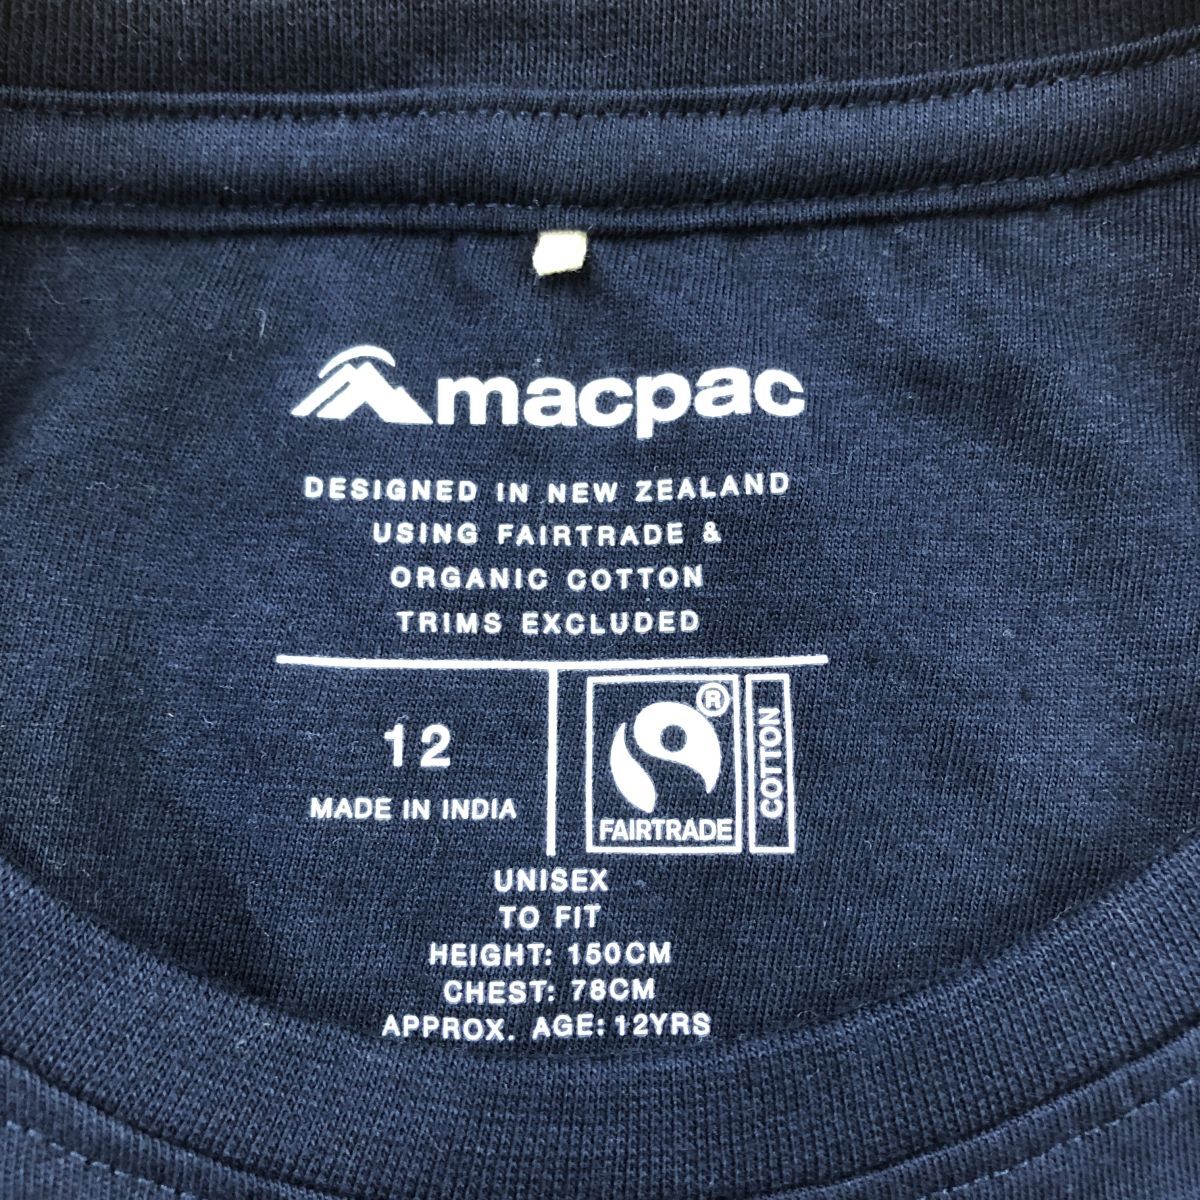 macpac
DESIGNED IN NEW ZEALAND
USING FAIRTRADE &
ORGANIC COTTON
TRIMS EXCLUDED
12
MADE IN INDIA
®
FAIRTRADE
COTTON
UNISEX
TO FIT
HEIGHT: 150CM
CHEST: 78CM
APPROX. AGE: 12YRS